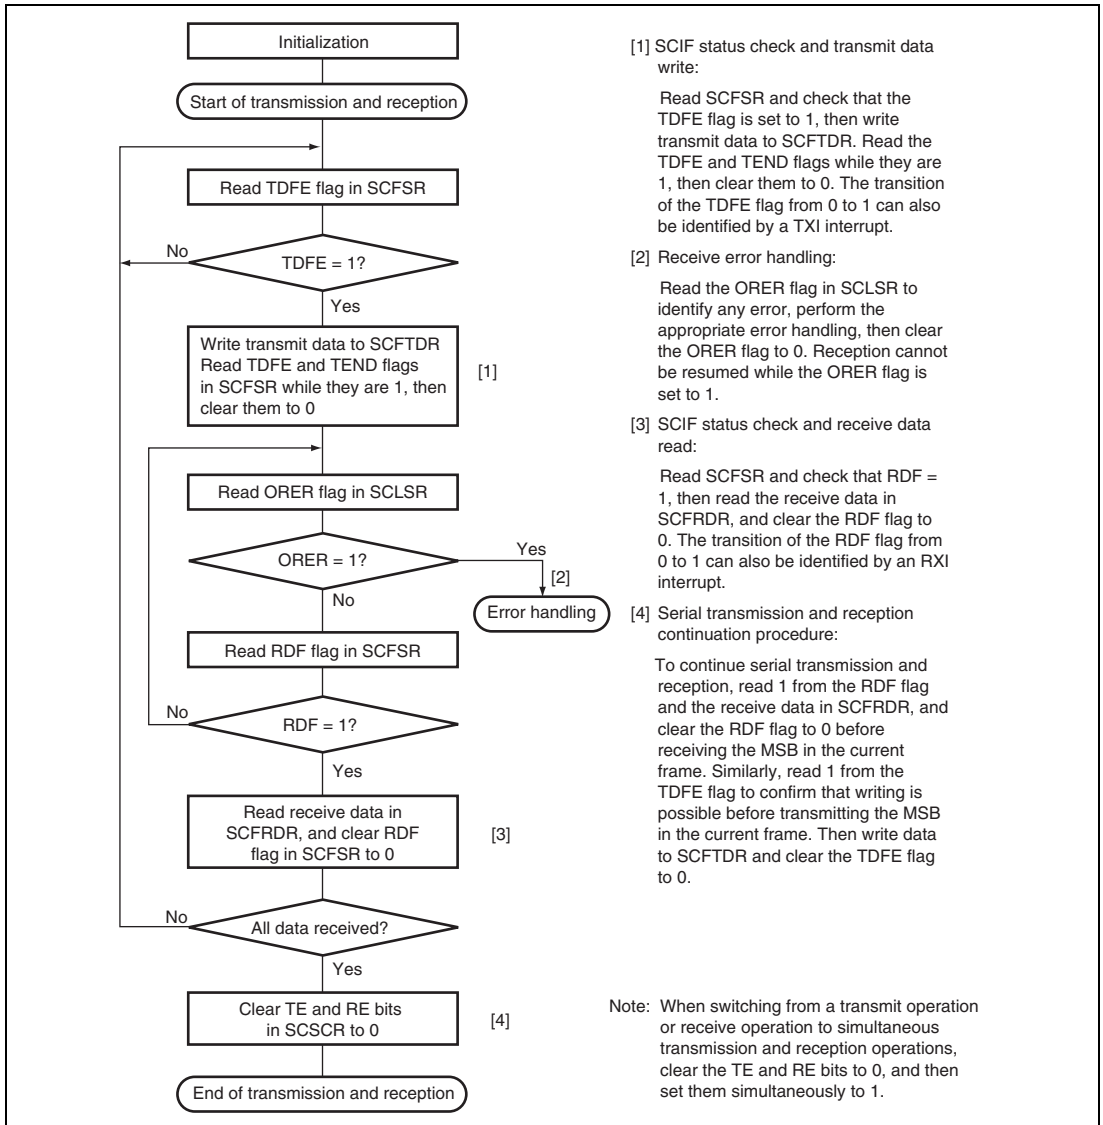 Initialization
Start of transmission and reception
Read TDFE flag in SCFSR
No
TDFE = 1?
Yes
Write transmit data to SCFTDR
Read TDFE and TEND flags
in SCFSR while they are 1, then
clear them to 0
[1]
Read ORER flag in SCLSR
ORER = 1?
Yes
[2]
Error handling
No
Read RDF flag in SCFSR
No
RDF = 1?
Yes
Read receive data in
SCFRDR, and clear RDF
flag in SCFSR to 0
[3]
No
All data received?
Yes
Clear TE and RE bits
in SCSCR to 0
[4]
End of transmission and reception
[1] SCIF status check and transmit data
write:
Read SCFSR and check that the
TDFE flag is set to 1, then write
transmit data to SCFTDR. Read the
TDFE and TEND flags while they are
1, then clear them to 0. The transition
of the TDFE flag from 0 to 1 can also
be identified by a TXI interrupt.
[2] Receive error handling:
Read the ORER flag in SCLSR to
identify any error, perform the
appropriate error handling, then clear
the ORER flag to 0. Reception cannot
be resumed while the ORER flag is
set to 1.
[3] SCIF status check and receive data
read:
Read SCFSR and check that RDF =
1, then read the receive data in
SCFRDR, and clear the RDF flag to
0. The transition of the RDF flag from
0 to 1 can also be identified by an RXI
interrupt.
[4] Serial transmission and reception
continuation procedure:
To continue serial transmission and
reception, read 1 from the RDF flag
and the receive data in SCFRDR, and
clear the RDF flag to 0 before
receiving the MSB in the current
frame. Similarly, read 1 from the
TDFE flag to confirm that writing is
possible before transmitting the MSB
in the current frame. Then write data
to SCFTDR and clear the TDFE flag
to 0.
Note: When switching from a transmit operation
or receive operation to simultaneous
transmission and reception operations,
clear the TE and RE bits to 0, and then
set them simultaneously to 1.